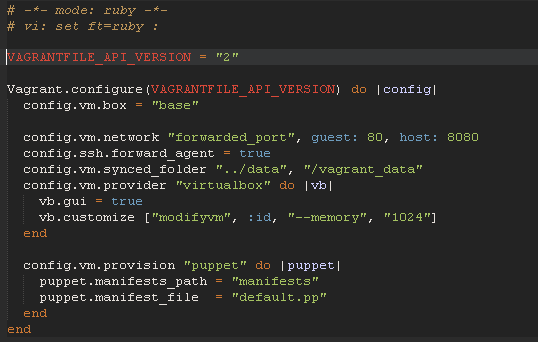 # -*- mode: ruby -*-
# vi: set ft=ruby :
VAGRANTFILE_API_VERSION = "2"
Vagrant.configure(VAGRANTFILE_API_VERSION) do |config|
  config.vm.box = "base"
  config.vm.network "forwarded_port", guest: 80, host: 8080
  config.ssh.forward_agent = true
  config.vm.synced_folder "../data", "/vagrant_data"
  config.vm.provider "virtualbox" do |vb|
    vb.gui = true
    vb.customize ["modifyvm", :id, "--memory", "1024"]
  end
  config.vm.provision "puppet" do |puppet|
    puppet.manifests_path = "manifests"
    puppet.manifest_file  = "default.pp"
  end
end